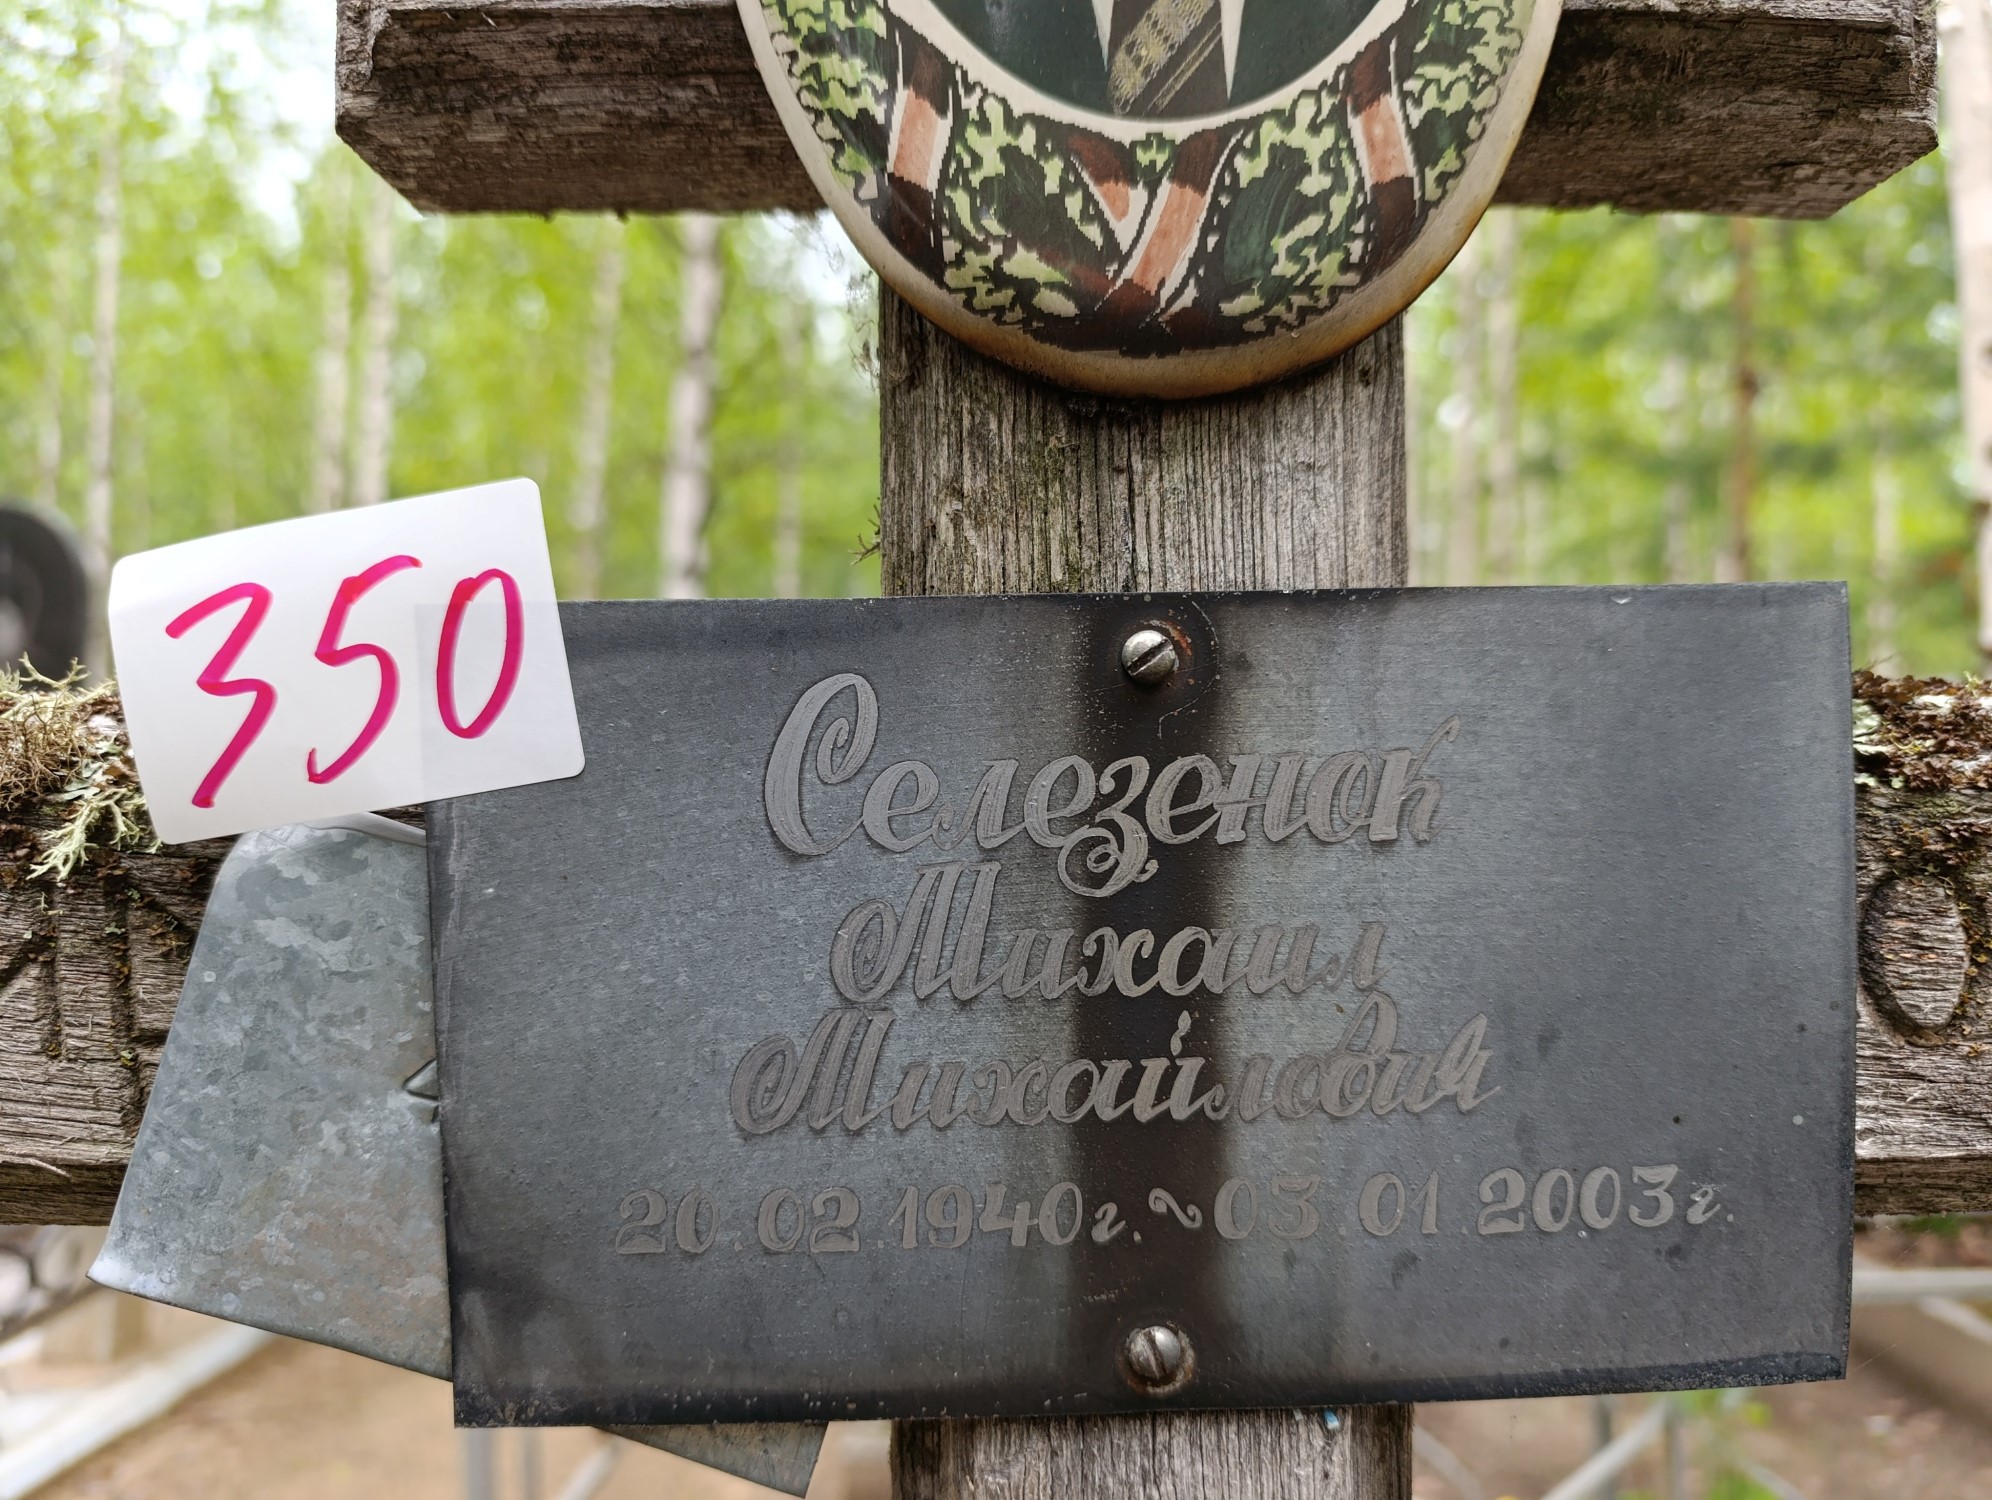 350
Селезенок
Михаил
Михайлович
20.02.1940г. ~ 03.01.2003г.